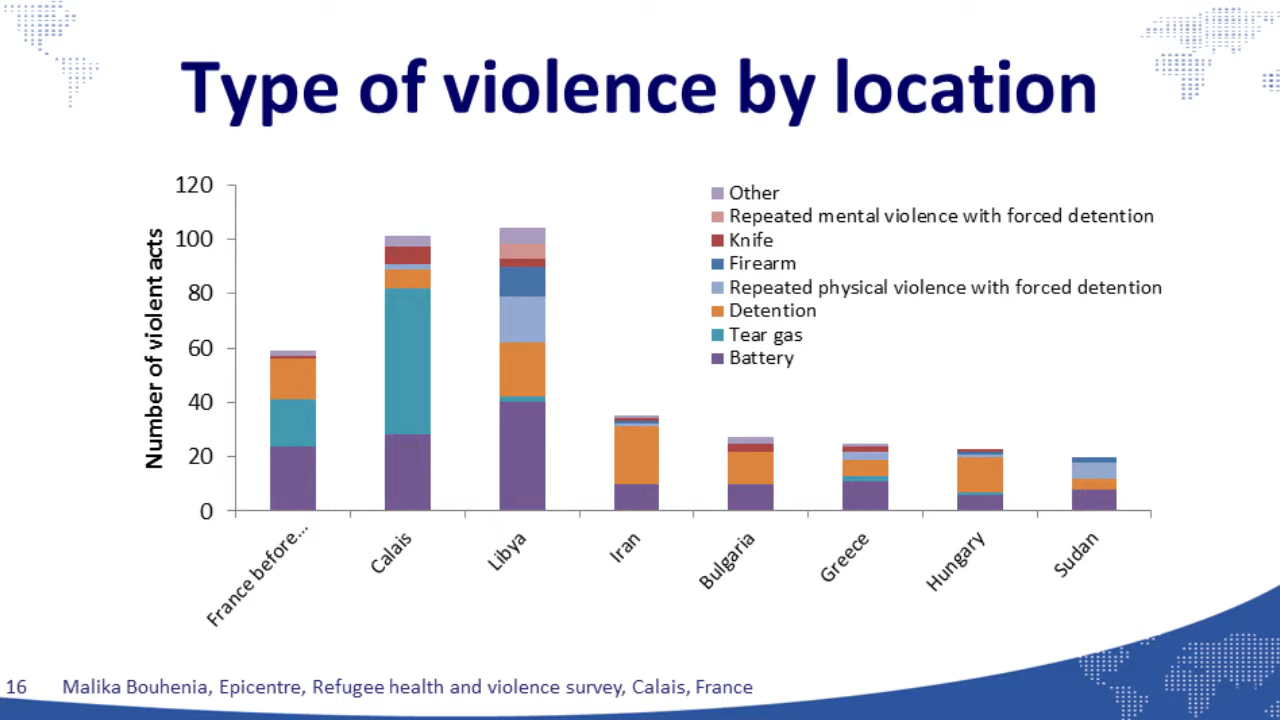 Type of violence by location
Number of violent acts
120
100
80
60
40
20
0
Other
Repeated mental violence with forced detention
Knife
Firearm
Repeated physical violence with forced detention
Detention
Tear gas
Battery
France before...
Calais
Libya
Iran
Bulgaria
Greece
Hungary
Sudan
16 Malika Bouhenia, Epicentre, Refugee health and violence survey, Calais, France